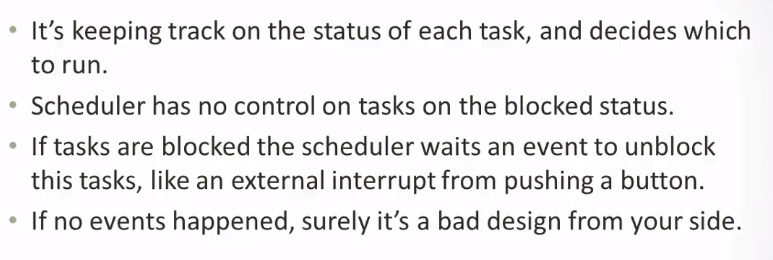 • It's keeping track on the status of each task, and decides which
to run.
• Scheduler has no control on tasks on the blocked status.
• If tasks are blocked the scheduler waits an event to unblock
this tasks, like an external interrupt from pushing a button.
• If no events happened, surely it's a bad design from your side.